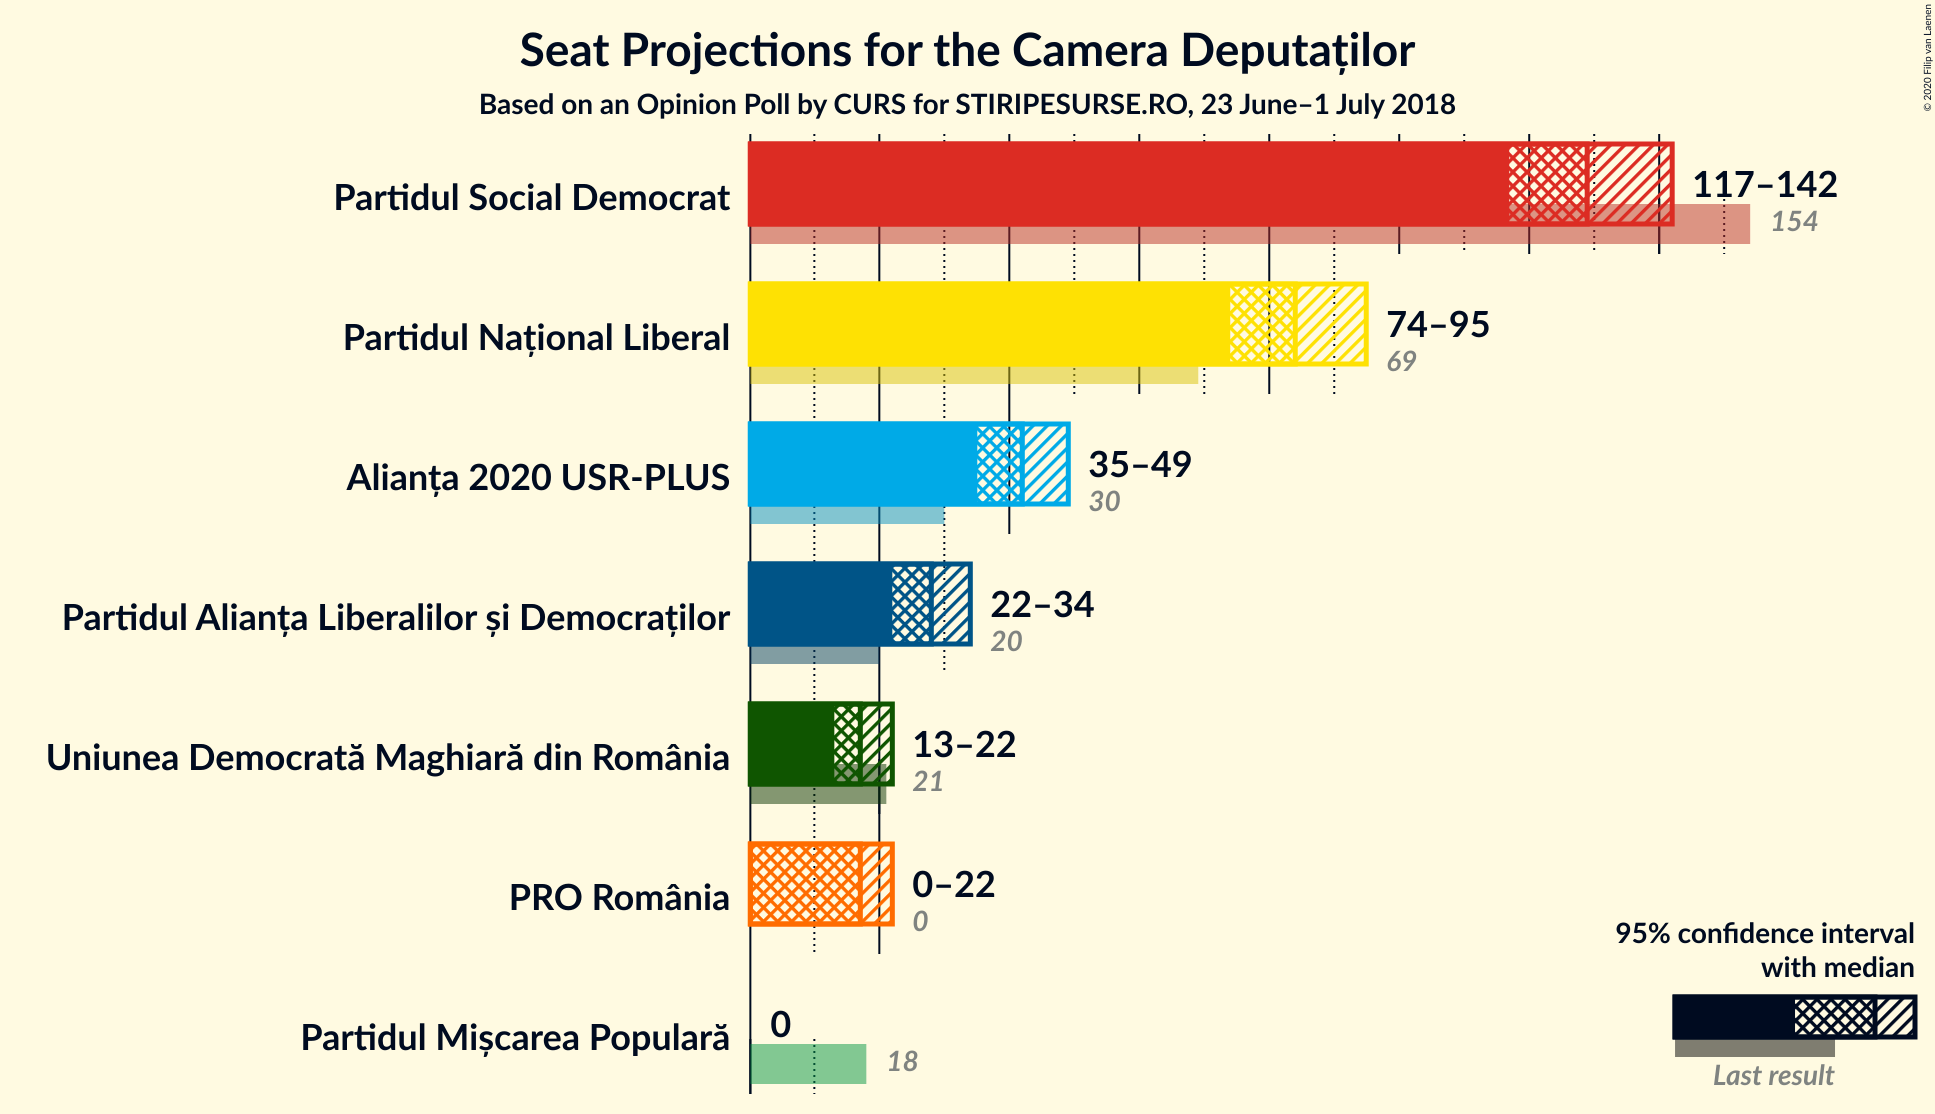 Seat Projections for the Camera Deputaților
Based on an Opinion Poll by CURS for STIRIPESURSE.RO, 23 June–1 July 2018
© 2020 Filip van Laenen
Partidul Social Democrat
117–142
154
Partidul Național Liberal
74–95
69
Alianța 2020 USR-PLUS
35–49
30
Partidul Alianța Liberalilor și Democraților
22–34
20
Uniunea Democrată Maghiară din România
13–22
21
PRO România
0–22
0
Partidul Mișcarea Populară
0
18
95% confidence interval
with median
Last result